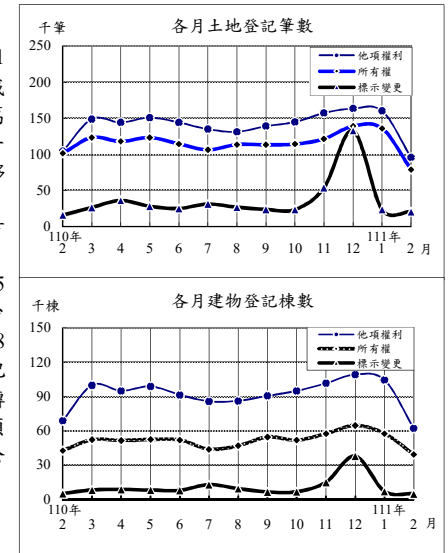 各月土地登記筆數
千筆
250
200
150
100
50
0
他項權利
所有權
標示變更
110年 111年
2 3 4 5 6 7 8 9 10 11 12 1 2 月
各月建物登記棟數
千棟
150
120
90
60
30
0
他項權利
所有權
標示變更
110年 111年
2 3 4 5 6 7 8 9 10 11 12 1 2 月